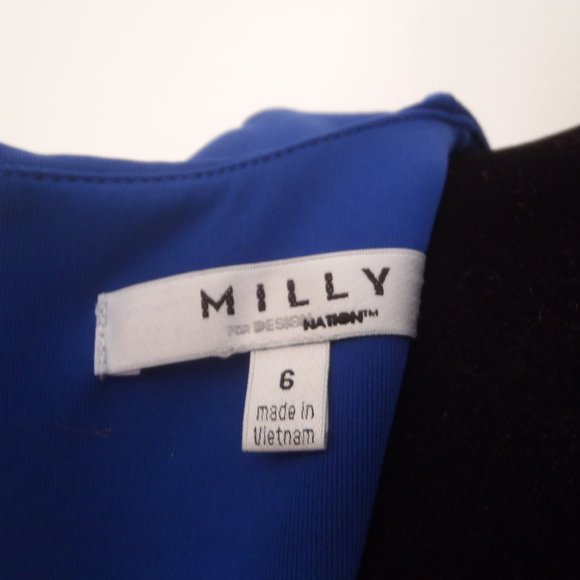 MILLY
FOR DESIGN NATION™
6
made in
Vietnam